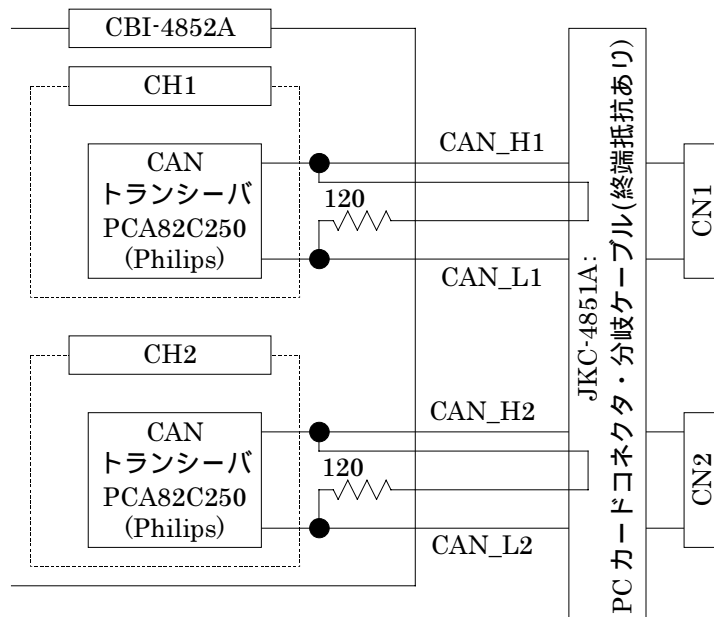 CBI-4852A
CH1
CAN
トランシーバ
PCA82C250
(Philips)
120
CAN_H1
CAN_L1
CN1
CH2
CAN
トランシーバ
PCA82C250
(Philips)
120
CAN_H2
CAN_L2
CN2
JKC-4851A:
PC カードコネクタ・分岐ケーブル(終端抵抗あり)